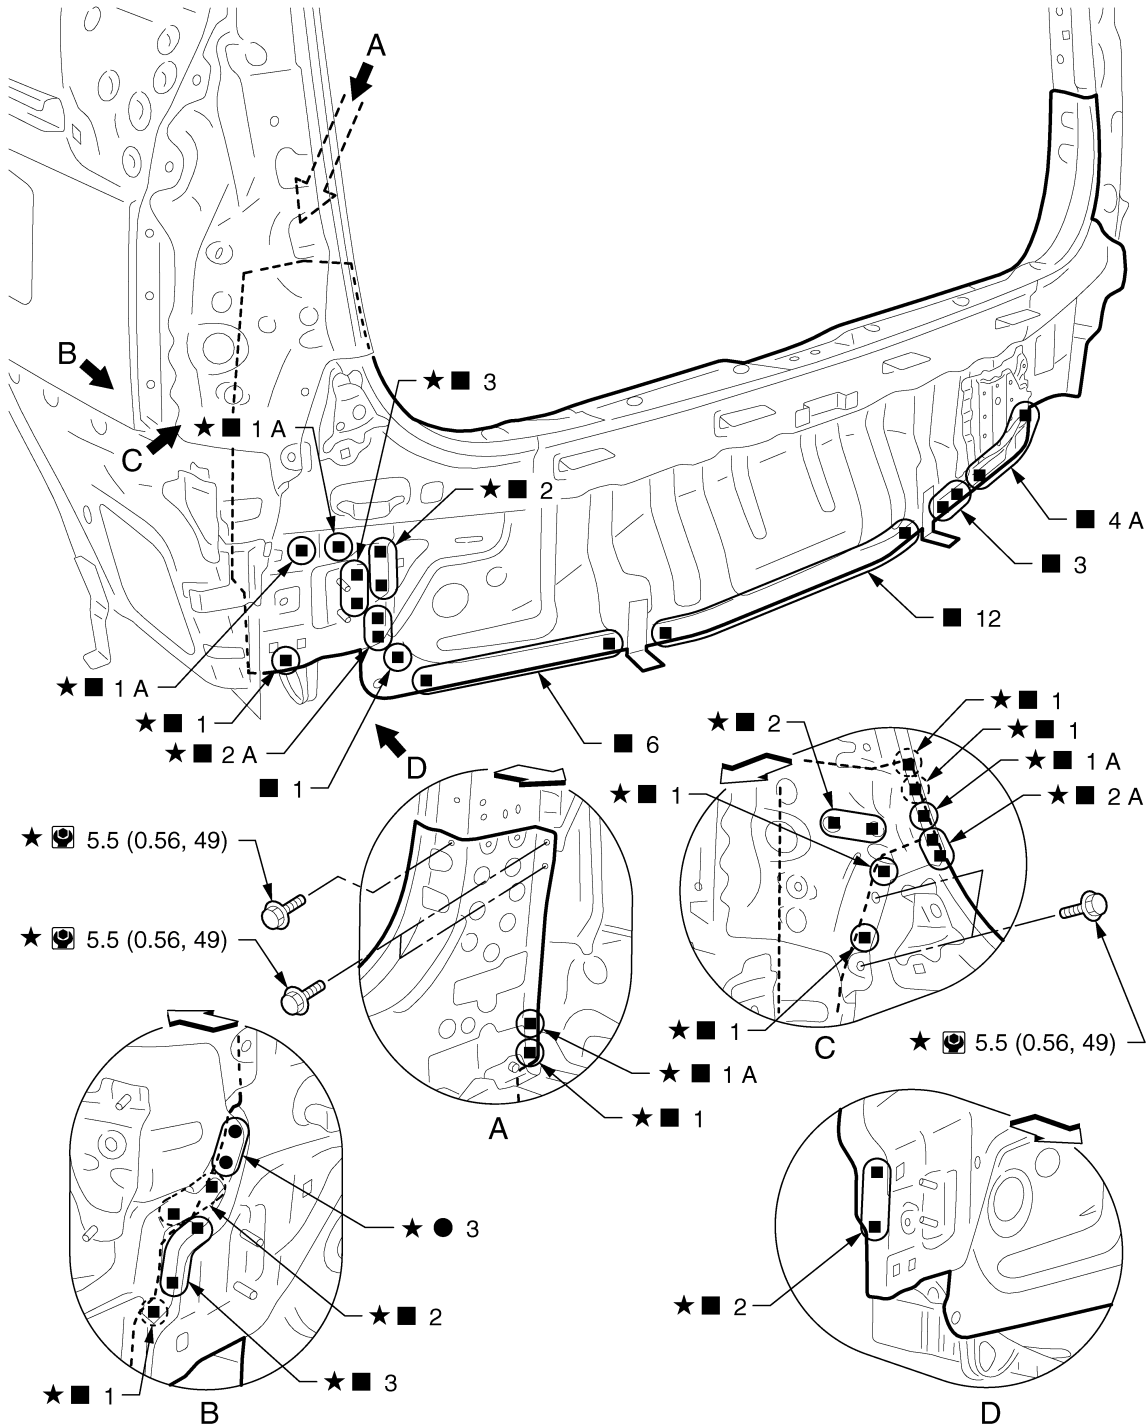 A
B
★ ■ 3
★ ■ 1 A
C
★ ■ 2
■ 4 A
■ 3
■ 12
★ ■ 1 A
★ ■ 1
★ ■ 2 A
■ 1
■ 6
D
★ ■ 1
★ ■ 2
★ ■ 1
★ ■ 1 A
★ ■ 1
★ ■ 2 A
★ 5.5 (0.56, 49)
★ 5.5 (0.56, 49)
★ ■ 1
★ 5.5 (0.56, 49)
C
★ ■ 1 A
★ ■ 1
A
★ ● 3
★ ■ 2
★ ■ 2
★ ■ 3
★ ■ 1
B
D